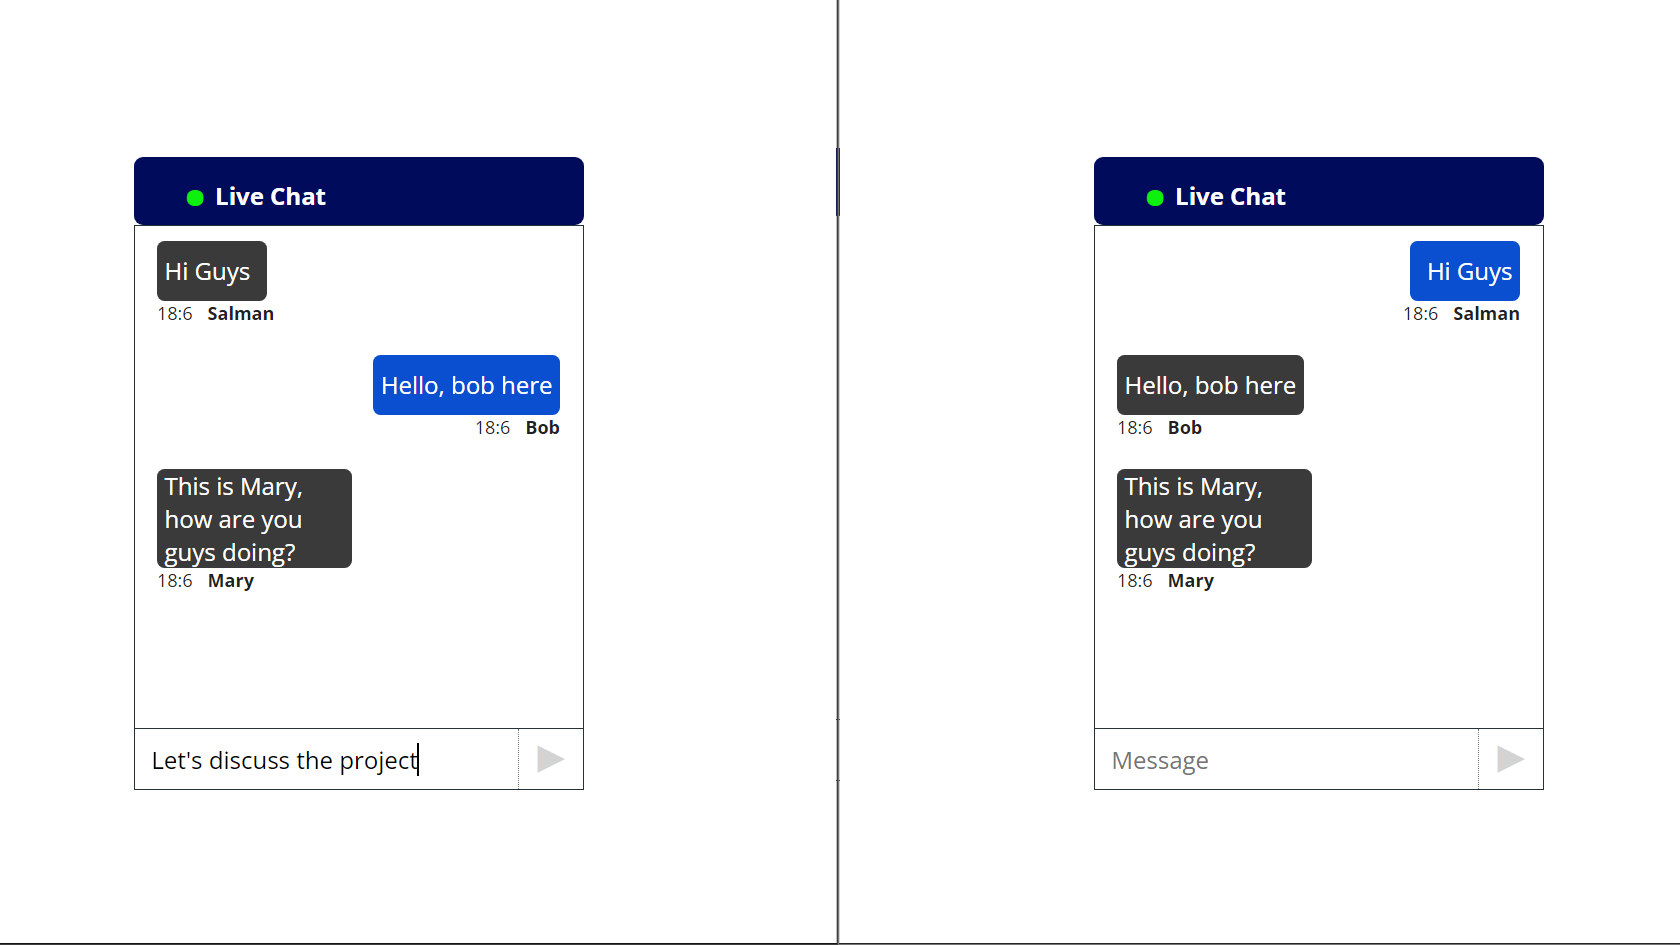 Live Chat
Hi Guys
18:6 Salman
Hello, bob here
18:6 Bob
This is Mary,
how are you
guys doing?
18:6 Mary
Let's discuss the project
Live Chat
Hi Guys
18:6 Salman
Hello, bob here
18:6 Bob
This is Mary,
how are you
guys doing?
18:6 Mary
Message